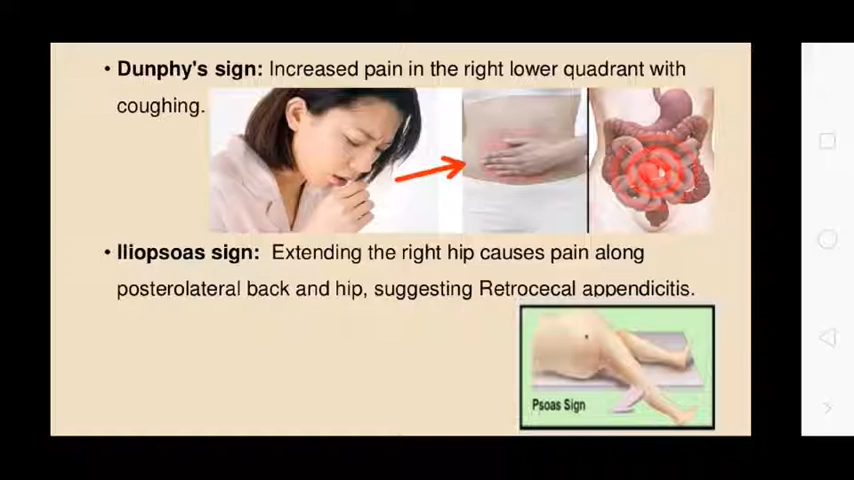 • Dunphy's sign: Increased pain in the right lower quadrant with
coughing.
• Iliopsoas sign: Extending the right hip causes pain along
posterolateral back and hip, suggesting Retrocecal appendicitis.
Psoas Sign